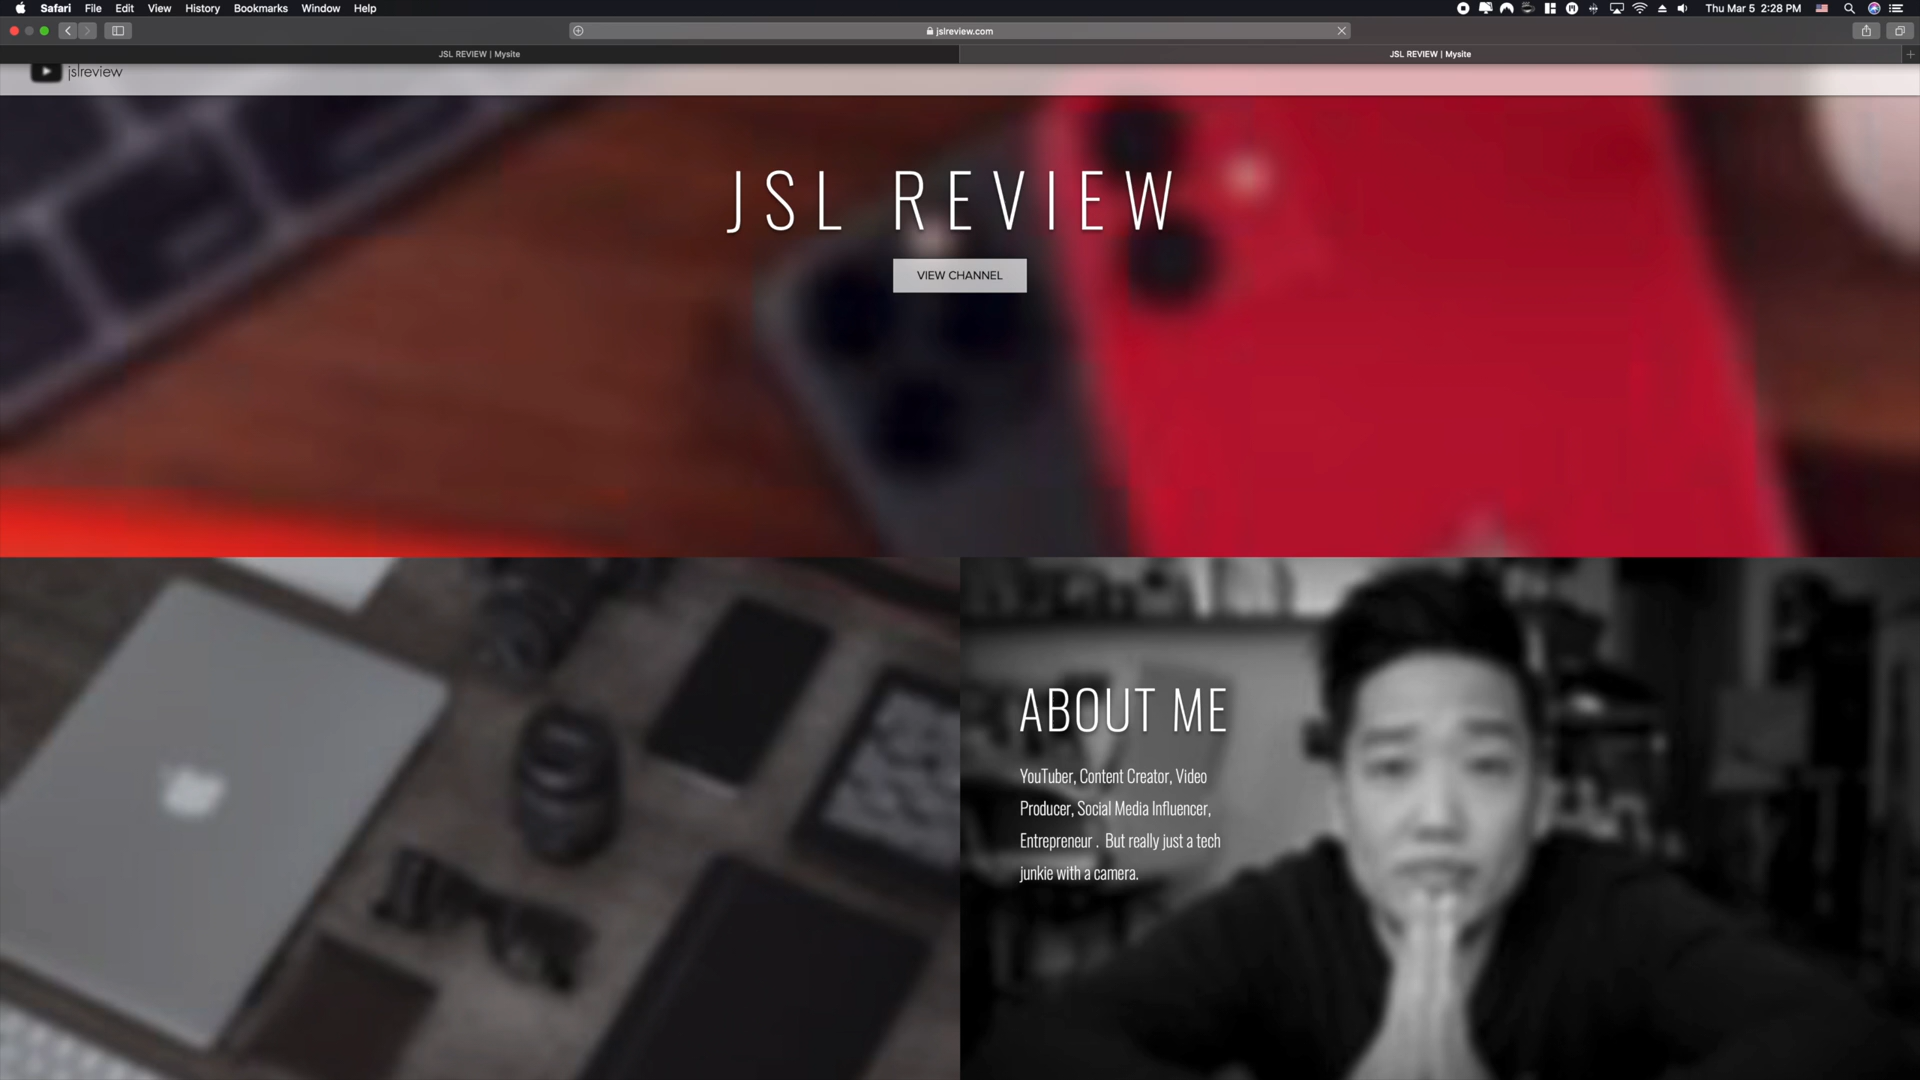 Safari File Edit View History Bookmarks Window Help
Thu Mar 5 2:28 PM
jslreview.com
JSL REVIEW | Mysite
JSL REVIEW | Mysite
jslreview
JSL REVIEW
VIEW CHANNEL
ABOUT ME
YouTuber, Content Creator, Video
Producer, Social Media Influencer,
Entrepreneur . But really just a tech
junkie with a camera.